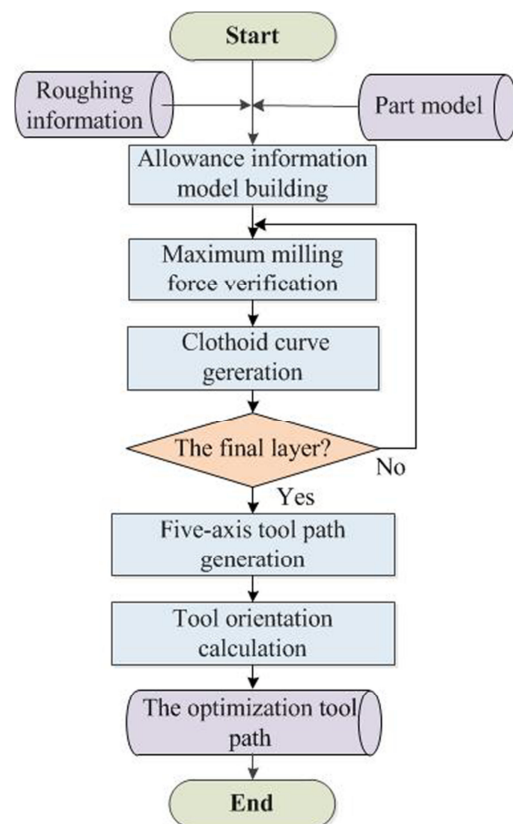 Start
Roughing
information
Part model
Allowance information
model building
Maximum milling
force verification
Clothoid curve
gereration
The final layer?
No
Yes
Five-axis tool path
generation
Tool orientation
calculation
The optimization tool
path
End